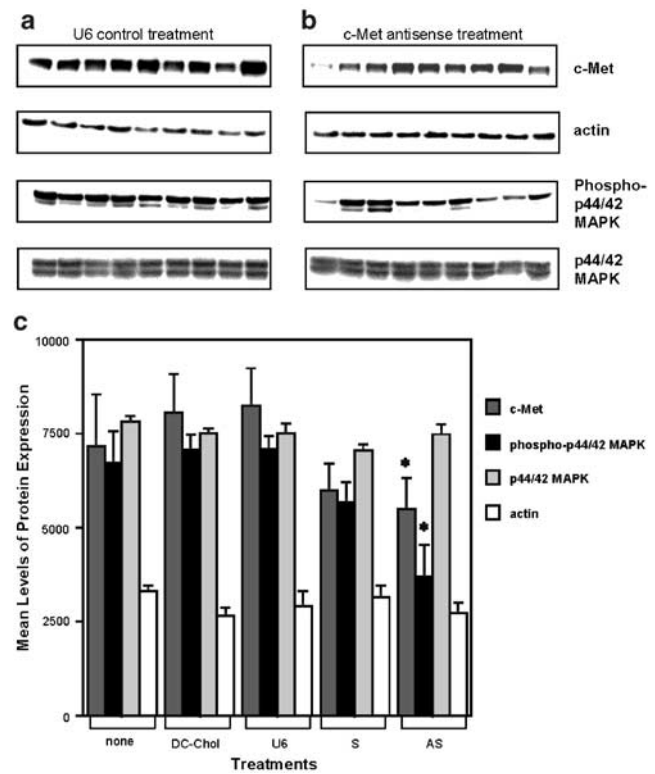 a
U6 control treatment
b
c-Met antisense treatment
c-Met
actin
Phospho-
p44/42
MAPK
p44/42
MAPK
c
Mean Levels of Protein Expression
10000
7500
5000
2500
0
*
*
c-Met
phospho-p44/42 MAPK
p44/42 MAPK
actin
none
DC-Chol
U6
S
AS
Treatments